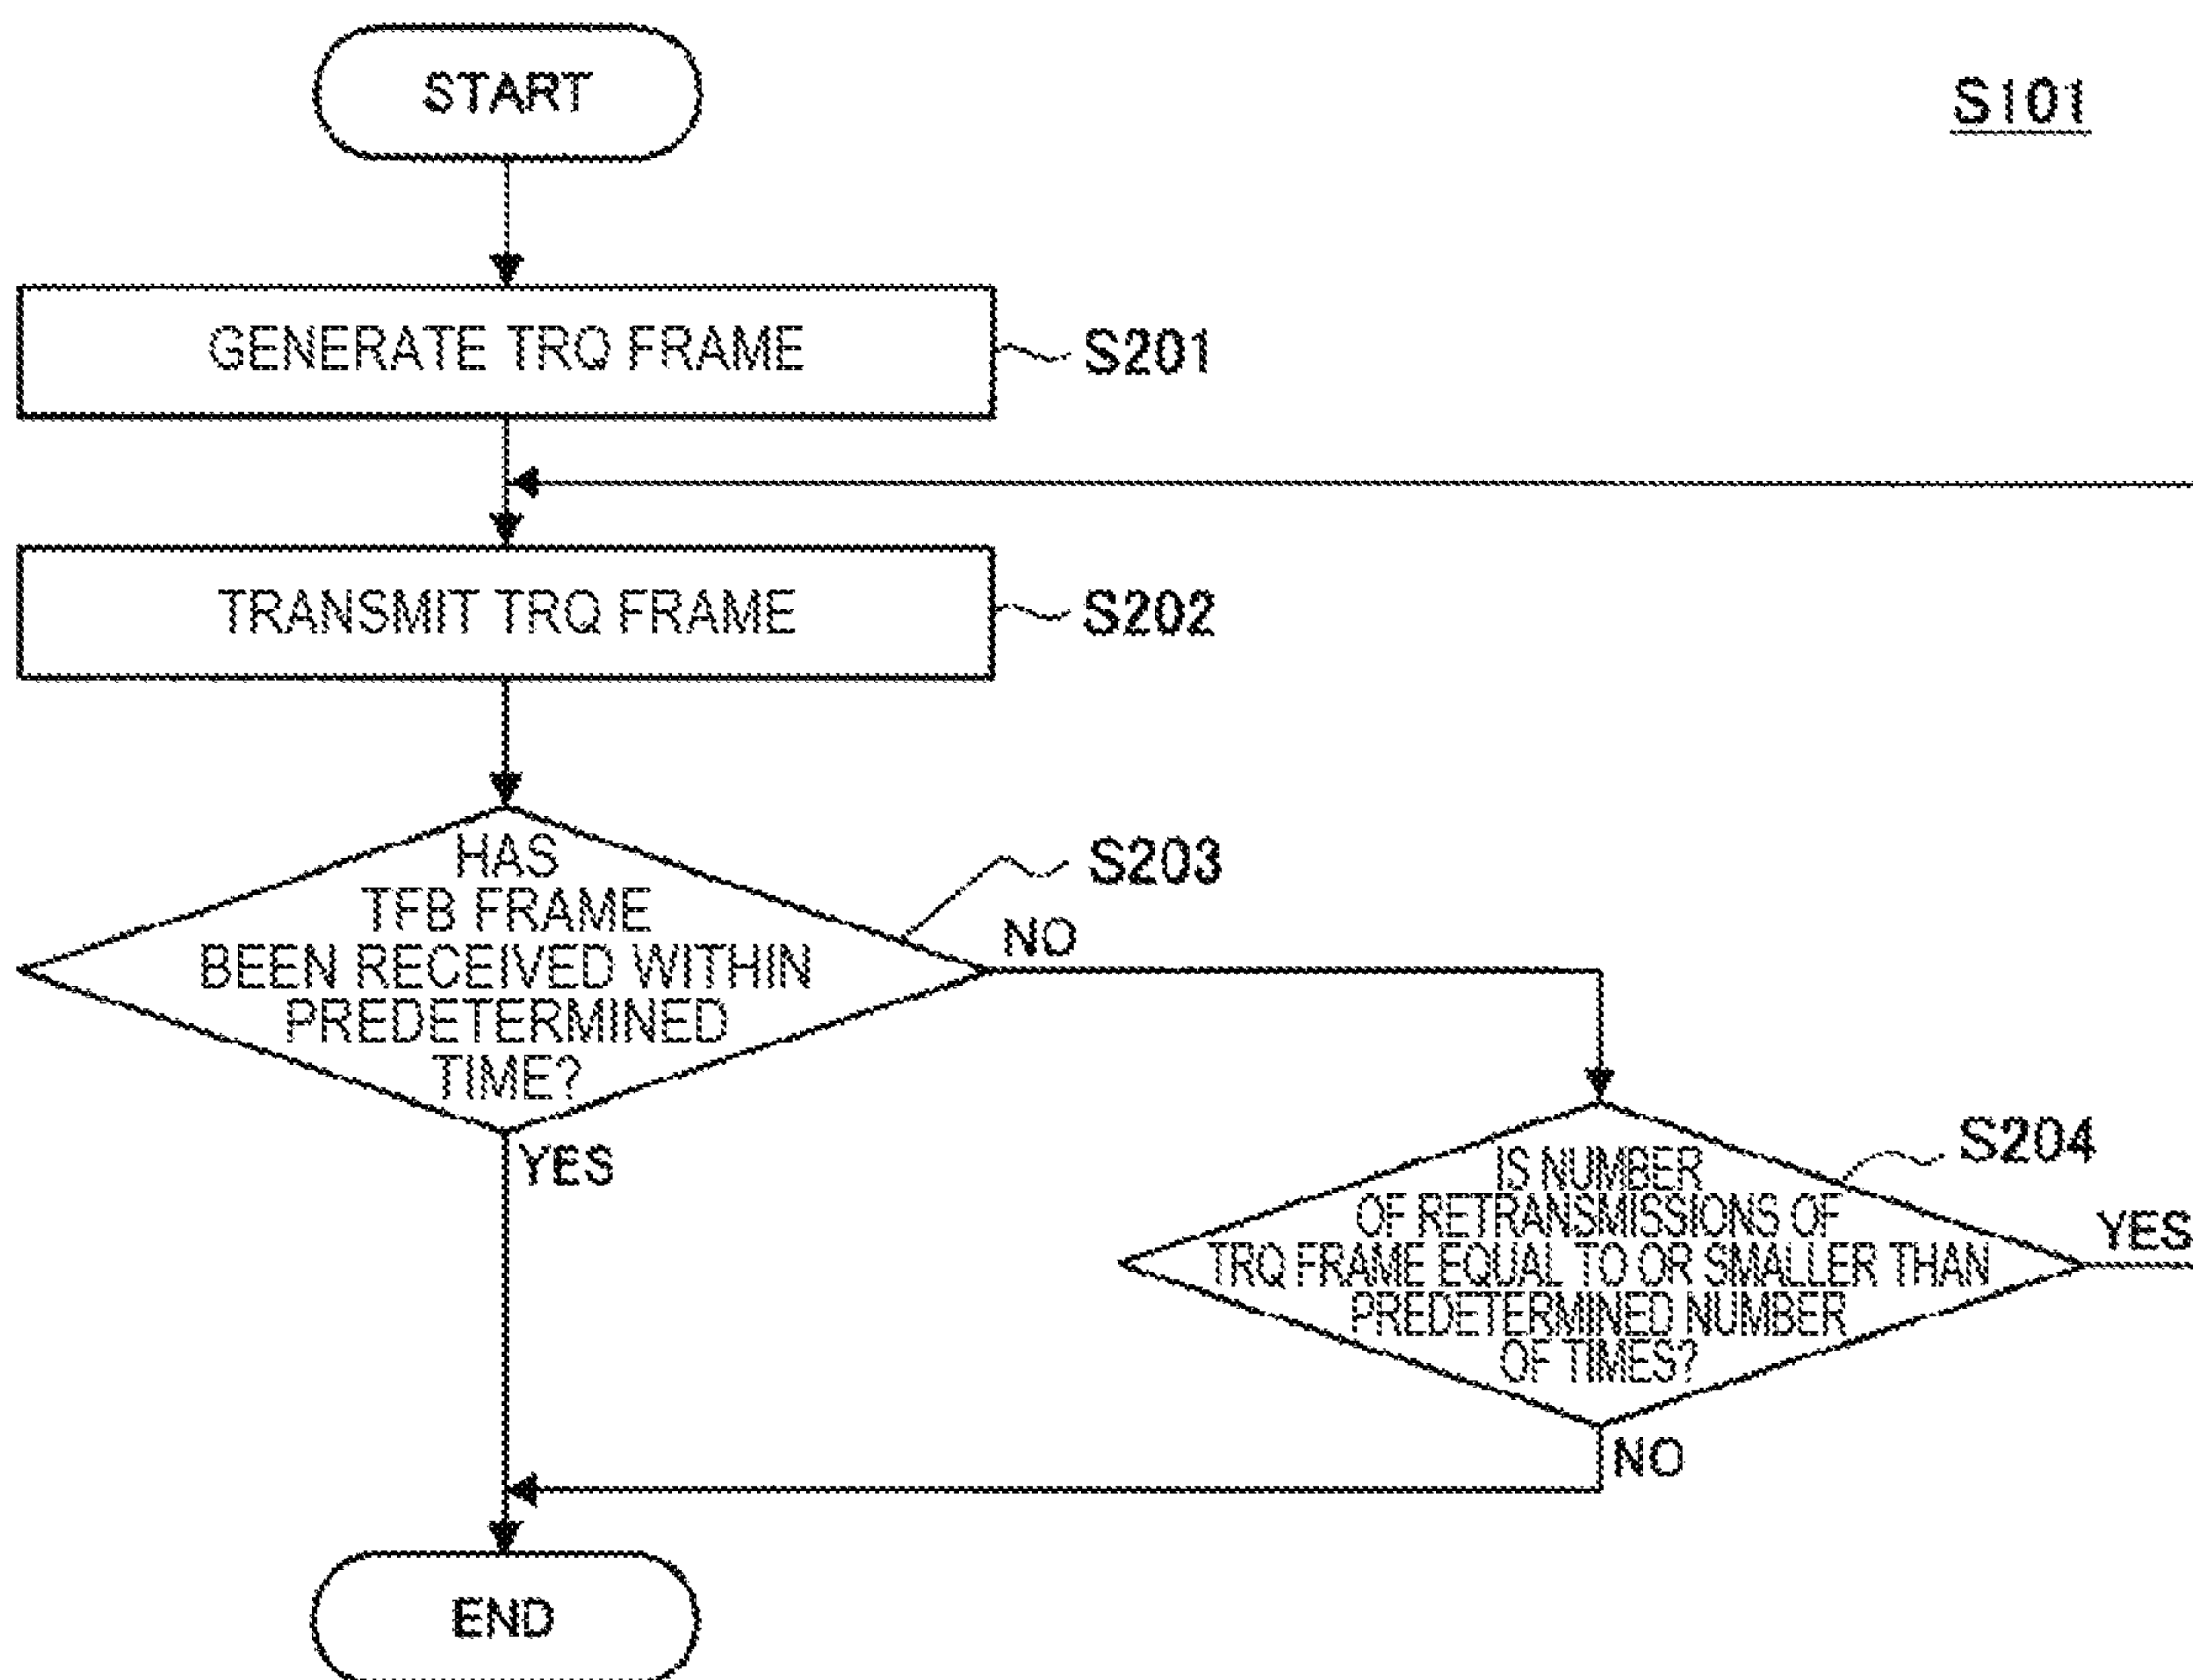 START
S101
GENERATE TRQ FRAME
S201
TRANSMIT TRQ FRAME
S202
HAS
TFB FRAME
BEEN RECEIVED WITHIN
PREDETERMINED
TIME?
S203
NO
YES
IS NUMBER
OF RETRANSMISSIONS OF
TRQ FRAME EQUAL TO OR SMALLER THAN
PREDETERMINED NUMBER
OF TIMES?
S204
YES
NO
END